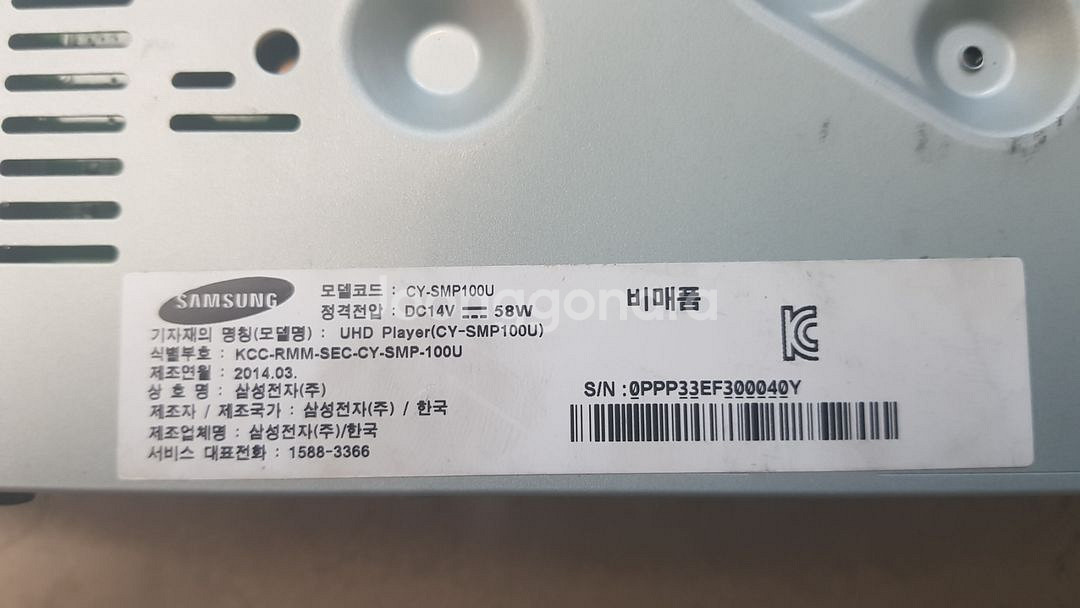 SAMSUNG
모델코드 : CY-SMP100U
정격전압 : DC14V 58W
비매품
기자재의 명칭(모델명) : UHD Player(CY-SMP100U)
식별부호 : KCC-RMM-SEC-CY-SMP-100U
제조연월 : 2014.03.
상 호 명 : 삼성전자(주)
제조자 / 제조국가 : 삼성전자(주) / 한국
제조업체명 : 삼성전자(주)/한국
서비스 대표전화 : 1588-3366
S/N :0PPP33EF300040Y